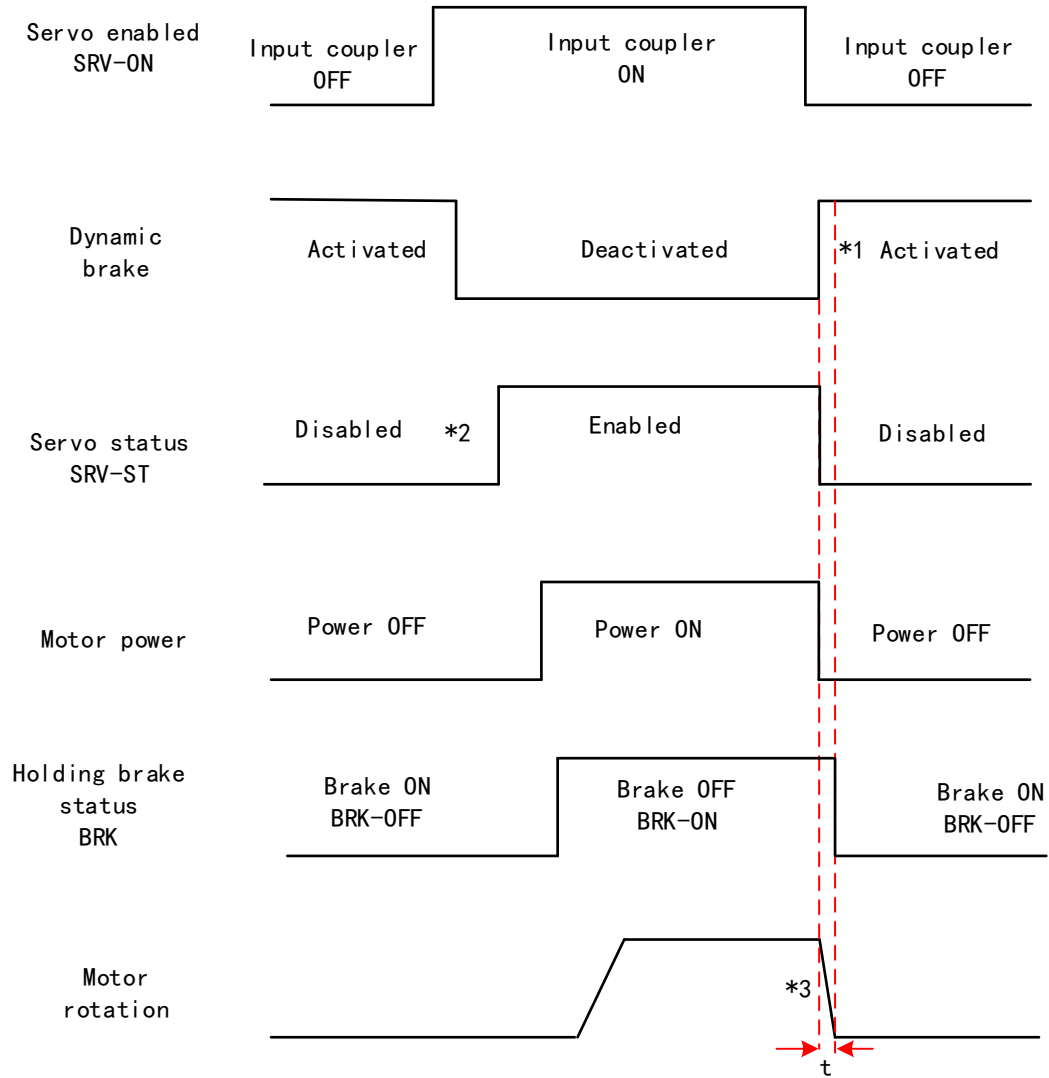 Servo enabled
SRV-ON
Input coupler
OFF
Input coupler
ON
Input coupler
OFF
Dynamic
brake
Activated
Deactivated
*1 Activated
Servo status
SRV-ST
Disabled
*2
Enabled
Disabled
Motor power
Power OFF
Power ON
Power OFF
Holding brake
status
BRK
Brake ON
BRK-OFF
Brake OFF
BRK-ON
Brake ON
BRK-OFF
Motor
rotation
*3
t